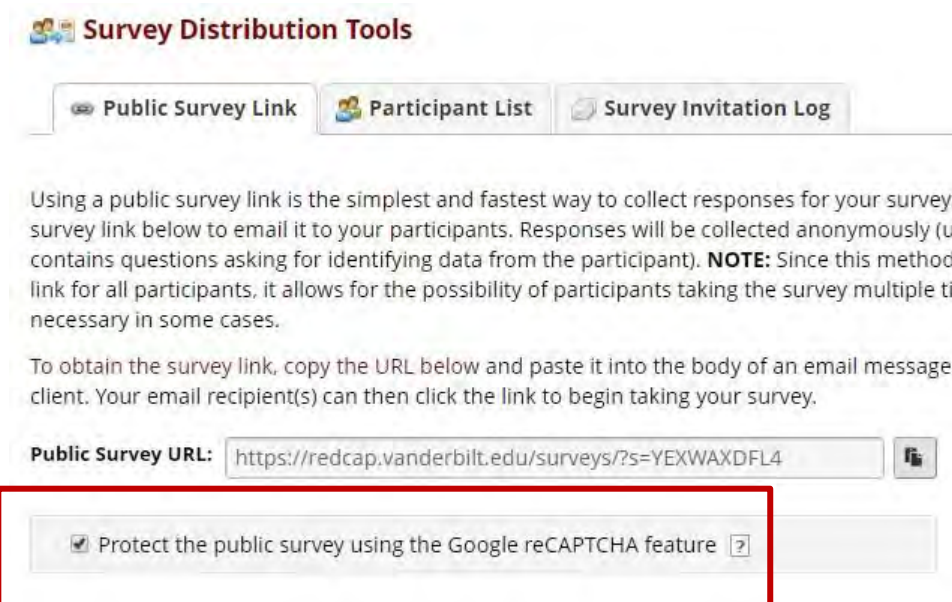 Survey Distribution Tools
Public Survey Link Participant List Survey Invitation Log
Using a public survey link is the simplest and fastest way to collect responses for your survey
survey link below to email it to your participants. Responses will be collected anonymously (u
contains questions asking for identifying data from the participant). NOTE: Since this method
link for all participants, it allows for the possibility of participants taking the survey multiple ti
necessary in some cases.
To obtain the survey link, copy the URL below and paste it into the body of an email message
client. Your email recipient(s) can then click the link to begin taking your survey.
Public Survey URL: https://redcap.vanderbilt.edu/surveys/?s=YEXWAXDFL4
Protect the public survey using the Google reCAPTCHA feature ?